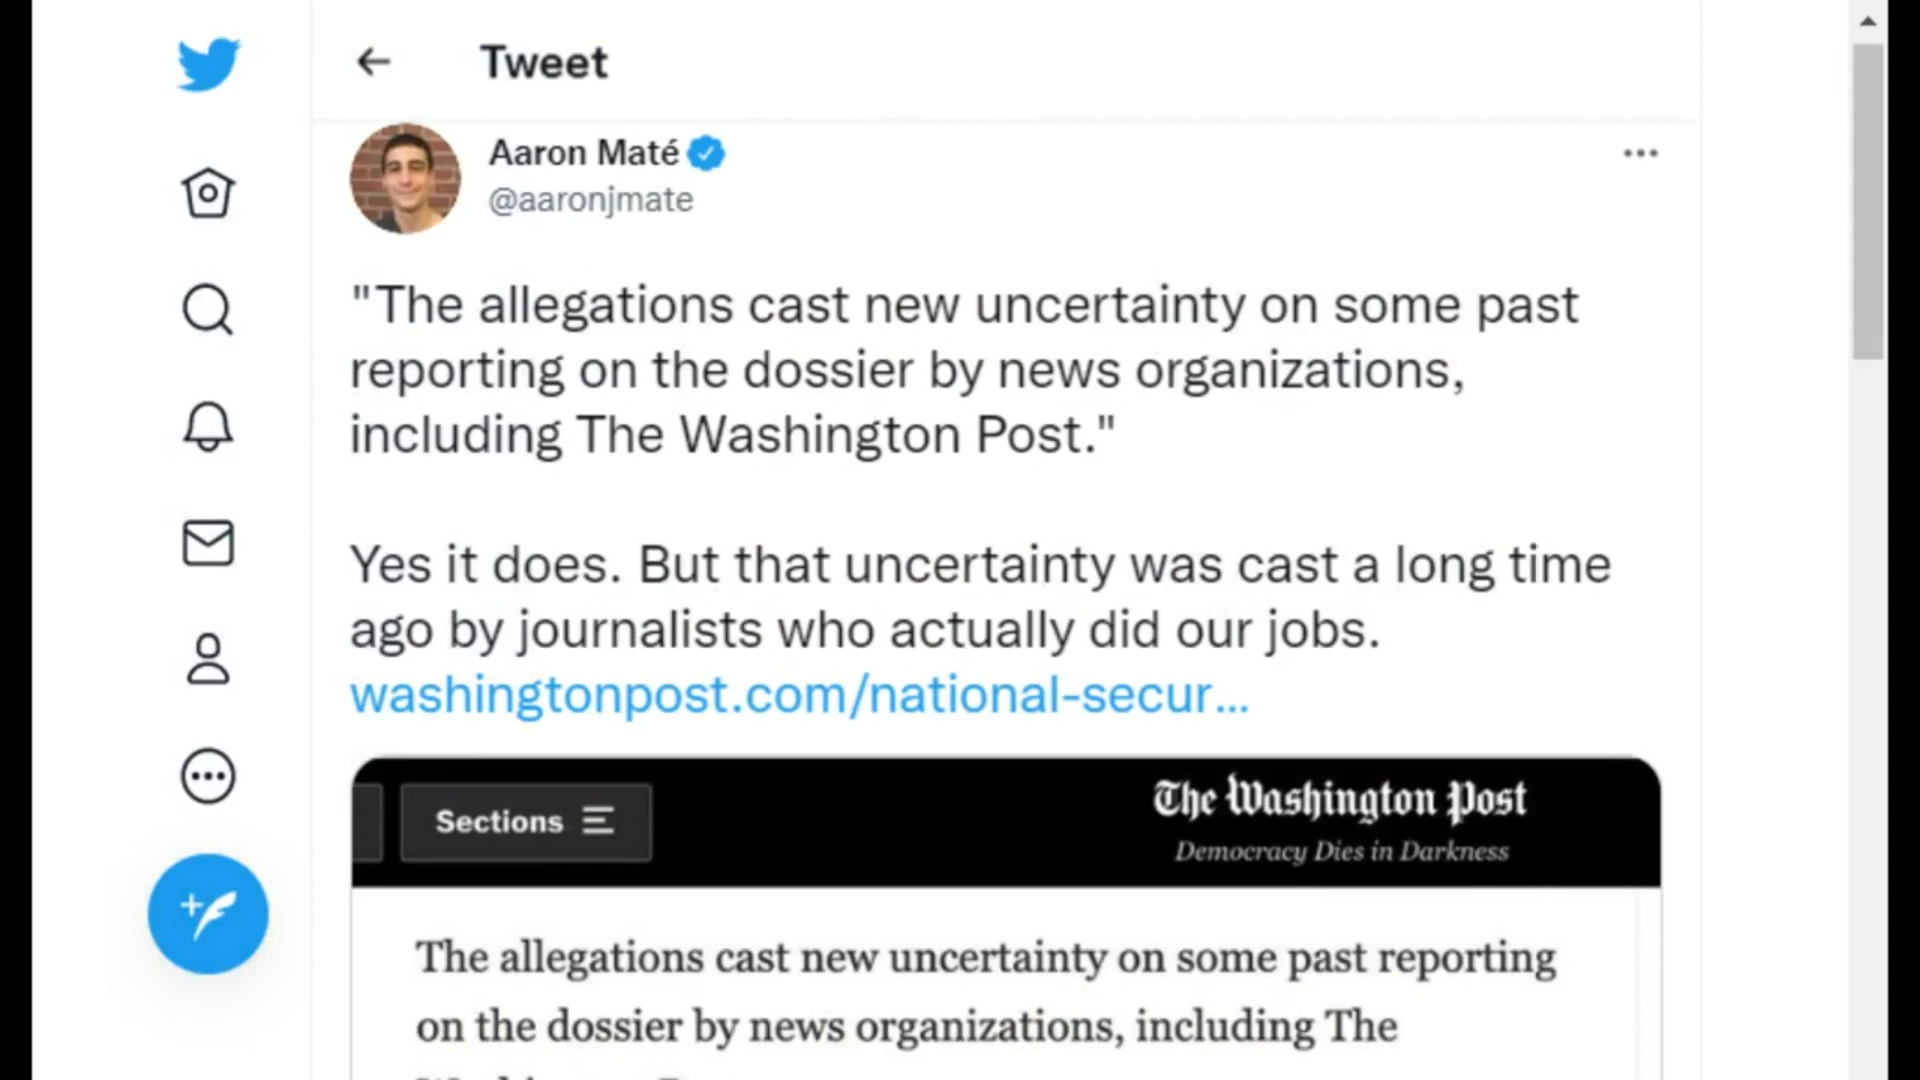 Tweet
Aaron Maté
@aaronjmate
"The allegations cast new uncertainty on some past
reporting on the dossier by news organizations,
including The Washington Post."
Yes it does. But that uncertainty was cast a long time
ago by journalists who actually did our jobs.
washingtonpost.com/national-secur...
Sections
The Washington Post
Democracy Dies in Darkness
The allegations cast new uncertainty on some past reporting
on the dossier by news organizations, including The